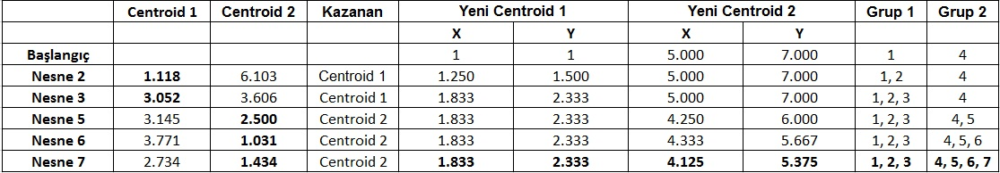 Centroid 1 Centroid 2 Kazanan Yeni Centroid 1 Yeni Centroid 2 Grup 1 Grup 2
X Y X Y
Başlangıç 1 1 5.000 7.000 1 4
Nesne 2 1.118 6.103 Centroid 1 1.250 1.500 5.000 7.000 1, 2 4
Nesne 3 3.052 3.606 Centroid 1 1.833 2.333 5.000 7.000 1, 2, 3 4
Nesne 5 3.145 2.500 Centroid 2 1.833 2.333 4.250 6.000 1, 2, 3 4, 5
Nesne 6 3.771 1.031 Centroid 2 1.833 2.333 4.333 5.667 1, 2, 3 4, 5, 6
Nesne 7 2.734 1.434 Centroid 2 1.833 2.333 4.125 5.375 1, 2, 3 4, 5, 6, 7